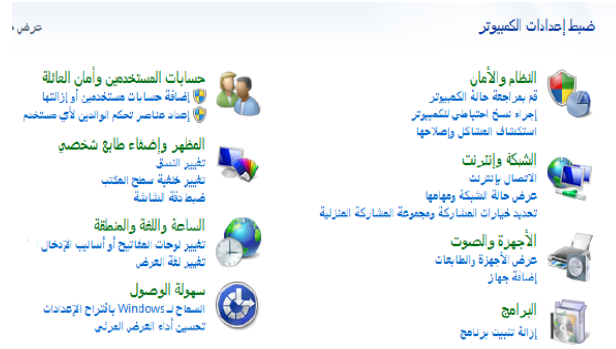 ضبط إعدادات الكمبيوتر
عرض
النظام والأمان
قم بمراجعة حالة الكمبيوتر
إجراء نسخ احتياطي للكمبيوتر
استكشاف المشاكل وإصلاحها
الشبكة وإنترنت
الاتصال بإنترنت
عرض حالة الشبكة ومهامها
تحديد خيارات المشاركة ومجموعة المشاركة المنزلية
الأجهزة والصوت
عرض الأجهزة والطابعات
إضافة جهاز
البرامج
إزالة تثبيت برنامج
حسابات المستخدمين وأمان العائلة
إضافة حسابات مستخدمين أو إزالتها
إعداد عناصر تحكم الوالدين لأي مستخدم
المظهر وإضفاء طابع شخصي
تغيير النسق
تغيير خلفية سطح المكتب
ضبط دقة الشاشة
الساعة واللغة والمنطقة
تغيير لوحات المفاتيح أو أساليب الإدخال
تغيير لغة العرض
سهولة الوصول
السماح لـ Windows باقتراح الإعدادات
تحسين أداء العرض المرئي